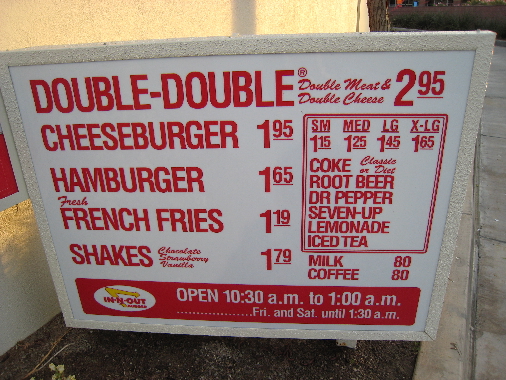 DOUBLE-DOUBLE® Double Meat & Double Cheese 2.95
CHEESEBURGER 1.95
HAMBURGER 1.65
Fresh
FRENCH FRIES 1.19
SHAKES Chocolate Strawberry Vanilla 1.79
SM MED LG X-LG
1.15 1.25 1.45 1.65
COKE Classic or Diet
ROOT BEER
DR PEPPER
SEVEN-UP
LEMONADE
ICED TEA
MILK 80
COFFEE 80
IN-N-OUT
BURGER
OPEN 10:30 a.m. to 1:00 a.m.
......................Fri. and Sat. until 1:30 a.m.